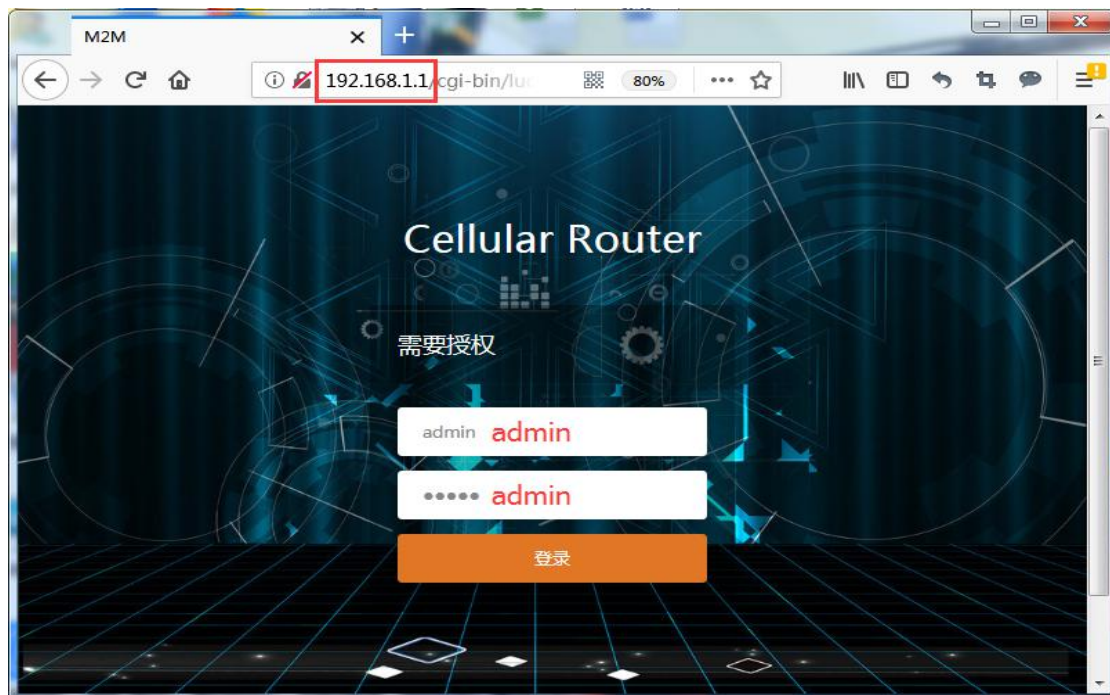 M2M
192.168.1.1/cgi-bin/luc
80%
Cellular Router
需要授权
admin admin
••••• admin
登录